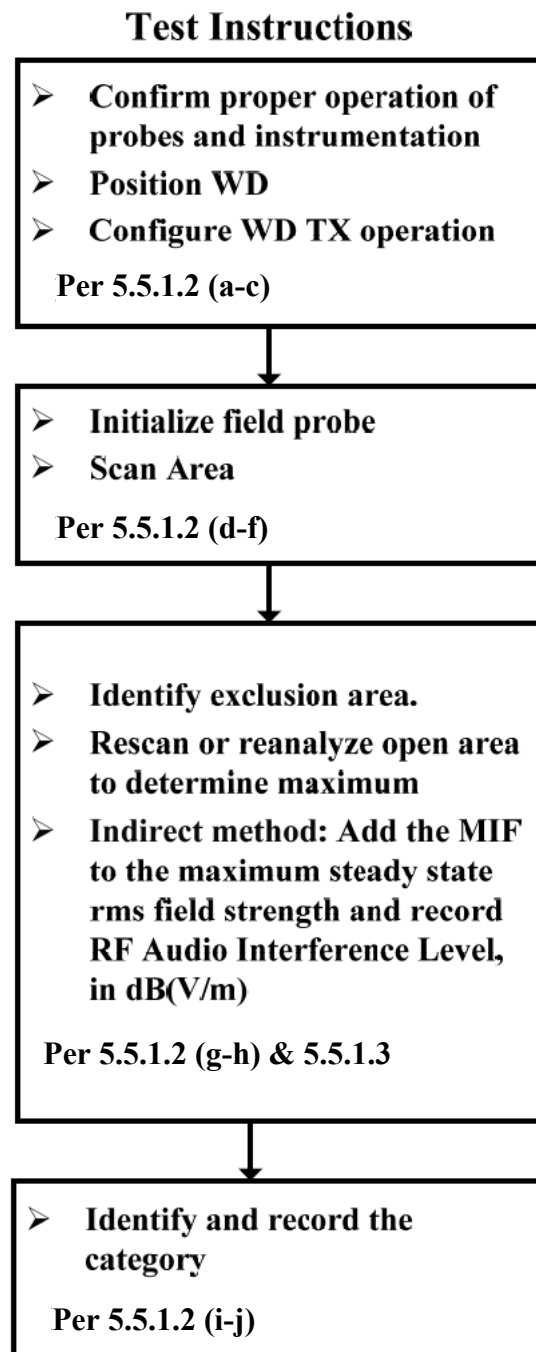 Test Instructions
➢ Confirm proper operation of
probes and instrumentation
➢ Position WD
➢ Configure WD TX operation
Per 5.5.1.2 (a-c)
➢ Initialize field probe
➢ Scan Area
Per 5.5.1.2 (d-f)
➢ Identify exclusion area.
➢ Rescan or reanalyze open area
to determine maximum
➢ Indirect method: Add the MIF
to the maximum steady state
rms field strength and record
RF Audio Interference Level,
in dB(V/m)
Per 5.5.1.2 (g-h) & 5.5.1.3
➢ Identify and record the
category
Per 5.5.1.2 (i-j)